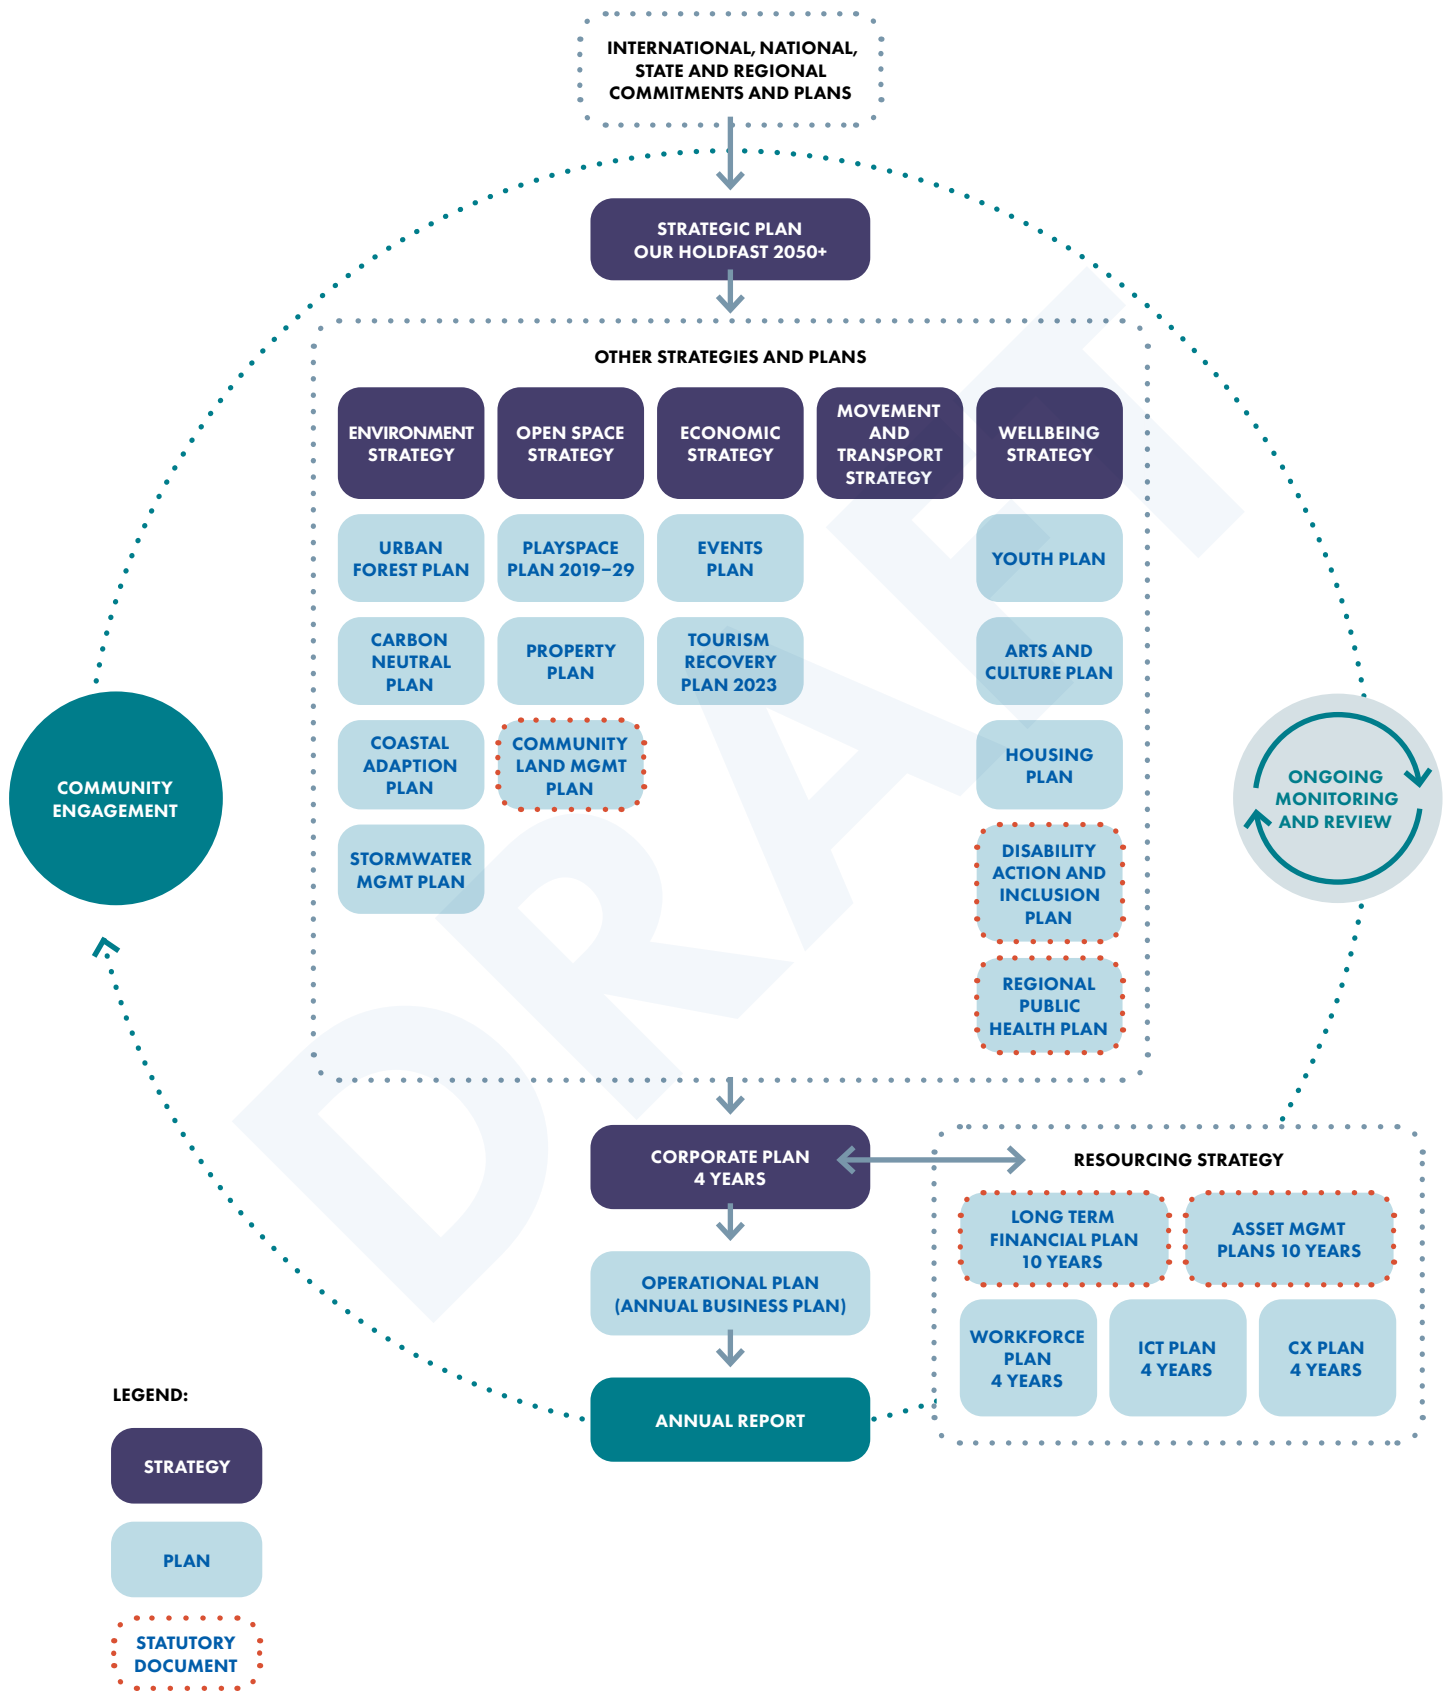 INTERNATIONAL, NATIONAL,
STATE AND REGIONAL
COMMITMENTS AND PLANS
STRATEGIC PLAN
OUR HOLDFAST 2050+
OTHER STRATEGIES AND PLANS
ENVIRONMENT
STRATEGY
OPEN SPACE
STRATEGY
ECONOMIC
STRATEGY
MOVEMENT
AND
TRANSPORT
STRATEGY
WELLBEING
STRATEGY
URBAN
FOREST PLAN
CARBON
NEUTRAL
PLAN
COASTAL
ADAPTION
PLAN
STORMWATER
MGMT PLAN
PLAYSPACE
PLAN 2019–29
PROPERTY
PLAN
COMMUNITY
LAND MGMT
PLAN
EVENTS
PLAN
TOURISM
RECOVERY
PLAN 2023
YOUTH PLAN
ARTS AND
CULTURE PLAN
HOUSING
PLAN
DISABILITY
ACTION AND
INCLUSION
PLAN
REGIONAL
PUBLIC
HEALTH PLAN
COMMUNITY
ENGAGEMENT
ONGOING
MONITORING
AND REVIEW
DRAFT
CORPORATE PLAN
4 YEARS
OPERATIONAL PLAN
(ANNUAL BUSINESS PLAN)
ANNUAL REPORT
RESOURCING STRATEGY
LONG TERM
FINANCIAL PLAN
10 YEARS
ASSET MGMT
PLANS 10 YEARS
WORKFORCE
PLAN
4 YEARS
ICT PLAN
4 YEARS
CX PLAN
4 YEARS
LEGEND:
STRATEGY
PLAN
STATUTORY
DOCUMENT